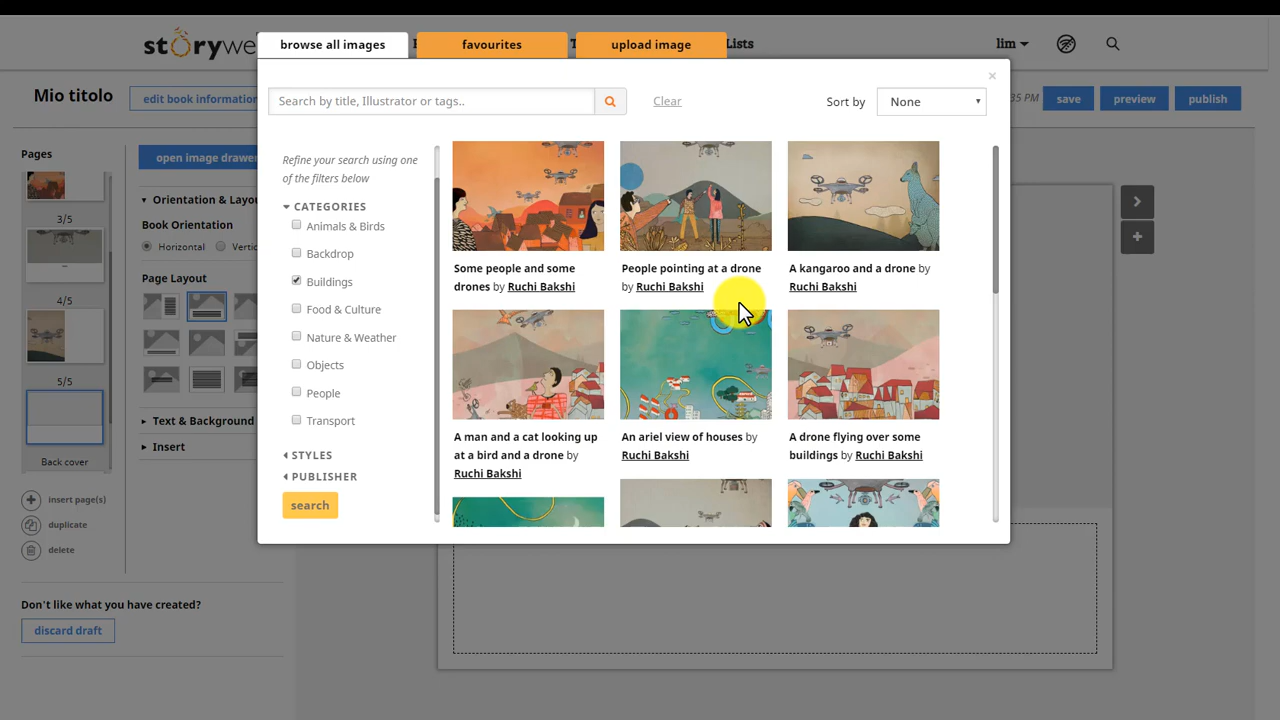 storywe
browse all images
favourites
upload image
Lists
lim
Mio titolo
edit book information
35 PM
save
preview
publish
×
Search by title, Illustrator or tags..
Clear
Sort by
None
Pages
3/5
4/5
5/5
Back cover
insert page(s)
duplicate
delete
Don't like what you have created?
discard draft
open image drawer
Orientation & Layou
Book Orientation
Horizontal
Vertic
Page Layout
Text & Background
Insert
Refine your search using one
of the filters below
CATEGORIES
Animals & Birds
Backdrop
Buildings
Food & Culture
Nature & Weather
Objects
People
Transport
STYLES
PUBLISHER
search
Some people and some
drones by Ruchi Bakshi
People pointing at a drone
by Ruchi Bakshi
A kangaroo and a drone by
Ruchi Bakshi
A man and a cat looking up
at a bird and a drone by
Ruchi Bakshi
An ariel view of houses by
Ruchi Bakshi
A drone flying over some
buildings by Ruchi Bakshi